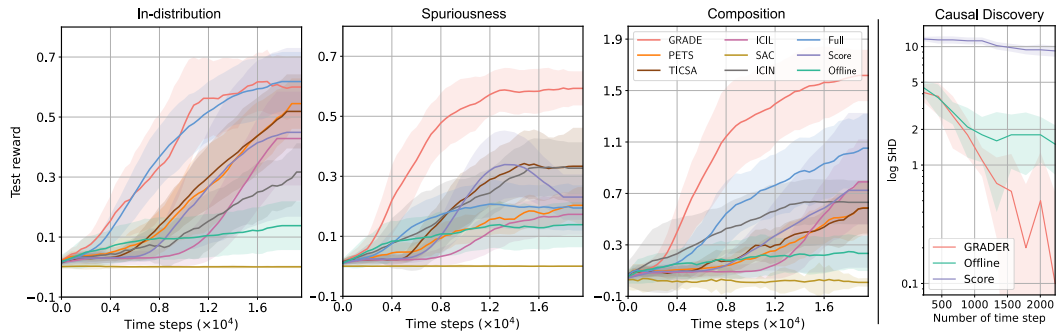 In-distribution
Spuriousness
Composition
Causal Discovery
Test reward
0.7
0.5
0.3
0.1
−0.1
0.0 0.4 0.8 1.2 1.6
Time steps (×10⁴)
0.7
0.5
0.3
0.1
−0.1
0.0 0.4 0.8 1.2 1.6
Time steps (×10⁴)
1.9
1.5
1.1
0.7
0.3
−0.1
0.0 0.4 0.8 1.2 1.6
Time steps (×10⁴)
GRADE ICIL Full
PETS SAC Score
TICSA ICIN Offline
log SHD
10
5
2
1
0.1
500 1000 1500 2000
Number of time step
GRADER
Offline
Score